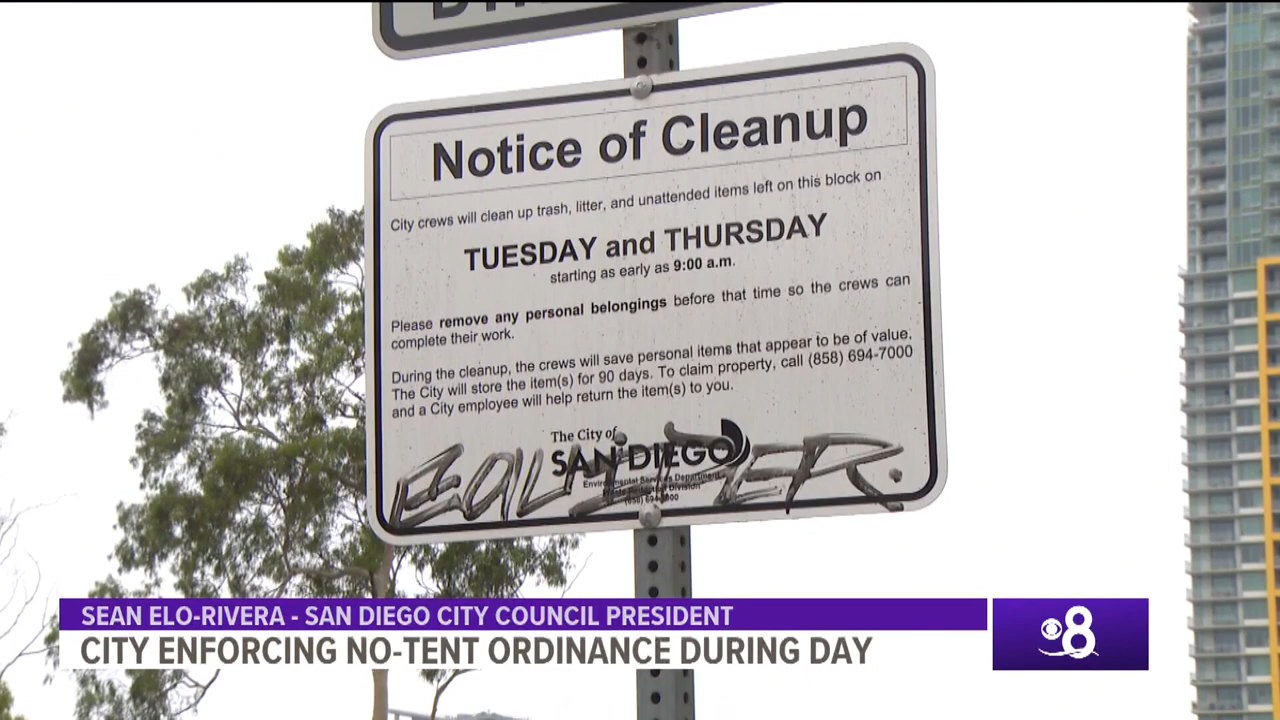 Notice of Cleanup
City crews will clean up trash, litter, and unattended items left on this block on
TUESDAY and THURSDAY
starting as early as 9:00 a.m.
Please remove any personal belongings before that time so the crews can
complete their work.
During the cleanup, the crews will save personal items that appear to be of value.
The City will store the item(s) for 90 days. To claim property, call (858) 694-7000
and a City employee will help return the item(s) to you.
The City of
SAN DIEGO
Environmental Services Department
SEAN ELO-RIVERA - SAN DIEGO CITY COUNCIL PRESIDENT
CITY ENFORCING NO-TENT ORDINANCE DURING DAY
8